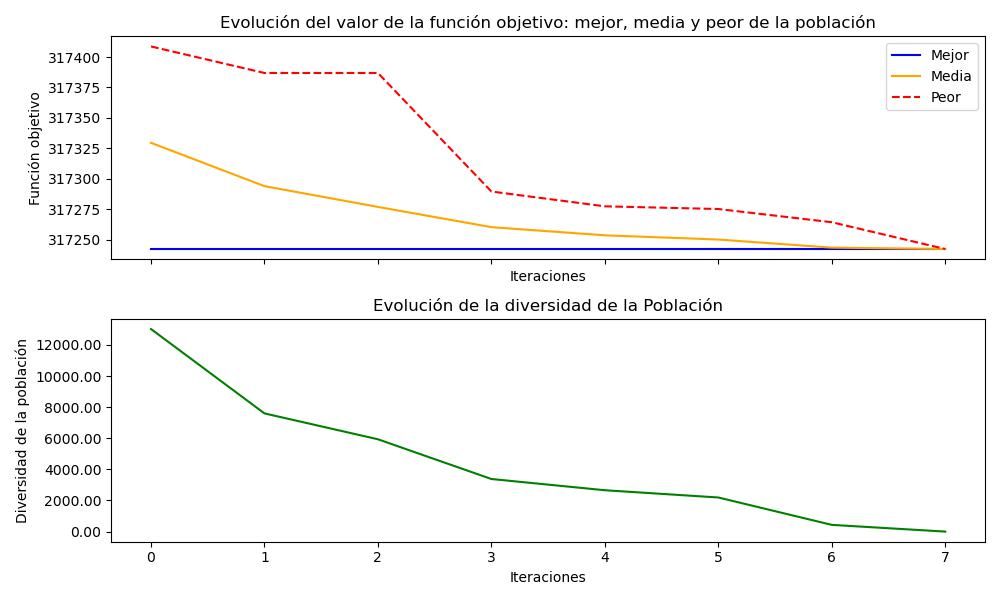 Evolución del valor de la función objetivo: mejor, media y peor de la población
Función objetivo
317400
317375
317350
317325
317300
317275
317250
Mejor
Media
Peor
Iteraciones
Evolución de la diversidad de la Población
Diversidad de la población
12000.00
10000.00
8000.00
6000.00
4000.00
2000.00
0.00
0 1 2 3 4 5 6 7
Iteraciones